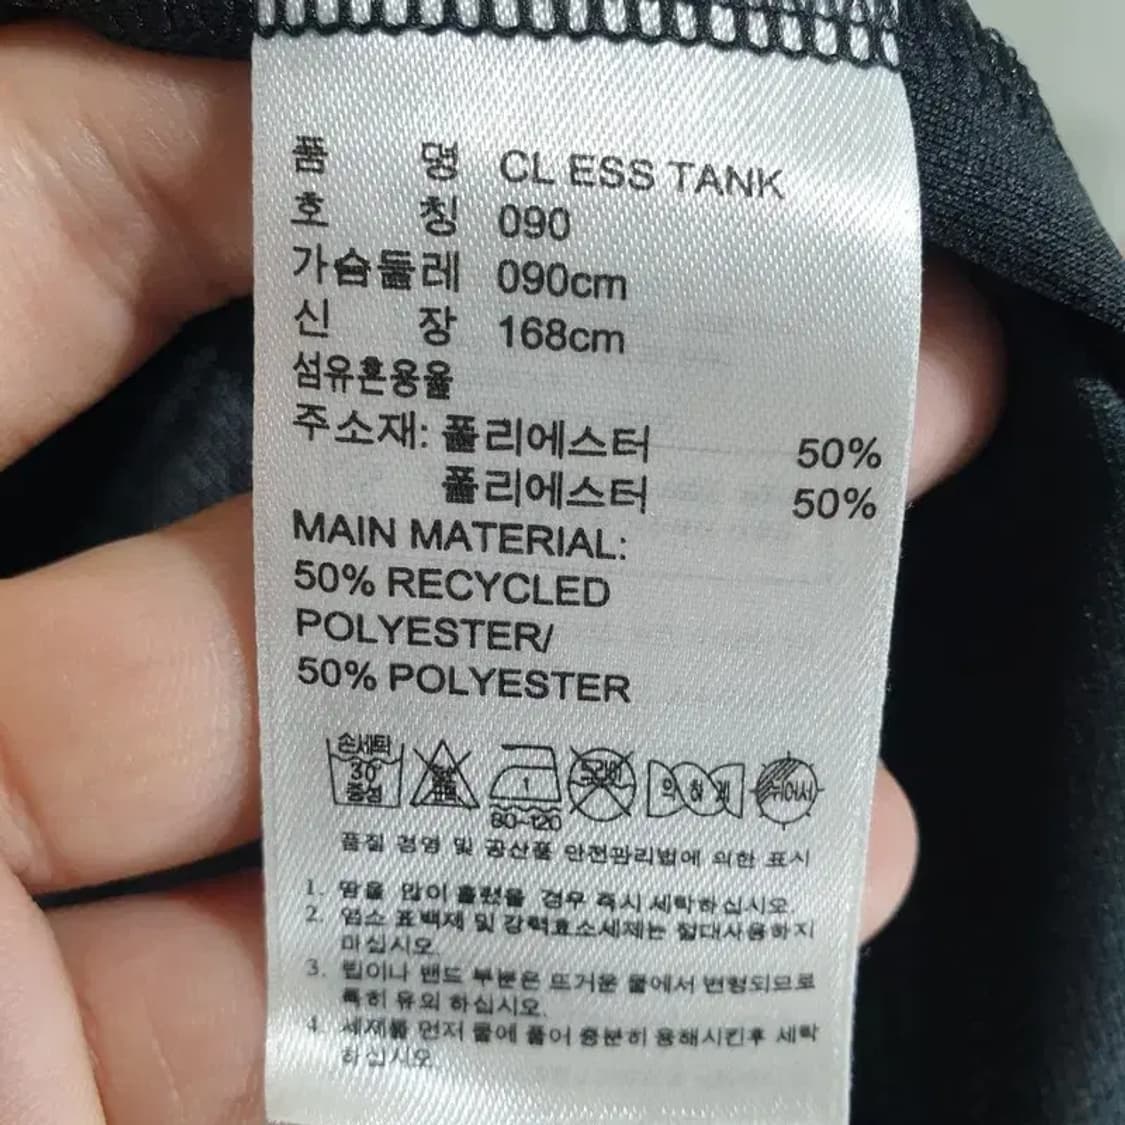 품 명 CL ESS TANK
호 칭 090
가슴둘레 090cm
신 장 168cm
섬유혼용율
주소재: 폴리에스터 50%
폴리에스터 50%
MAIN MATERIAL:
50% RECYCLED
POLYESTER/
50% POLYESTER
손세탁
30
중성
1
80~120
드라이
쥐어서
품질 경영 및 공산품 안전관리법에 의한 표시
1. 땀을 많이 흘렸을 경우 즉시 세탁하십시오.
2. 염소 표백제 및 강력효소세제는 절대사용하지
마십시오.
3. 립이나 밴드 부분은 뜨거운 물에서 변형되므로
특히 유의 하십시오.
4. 세제를 먼저 물에 풀어 충분히 용해시킨후 세탁
하십시오.